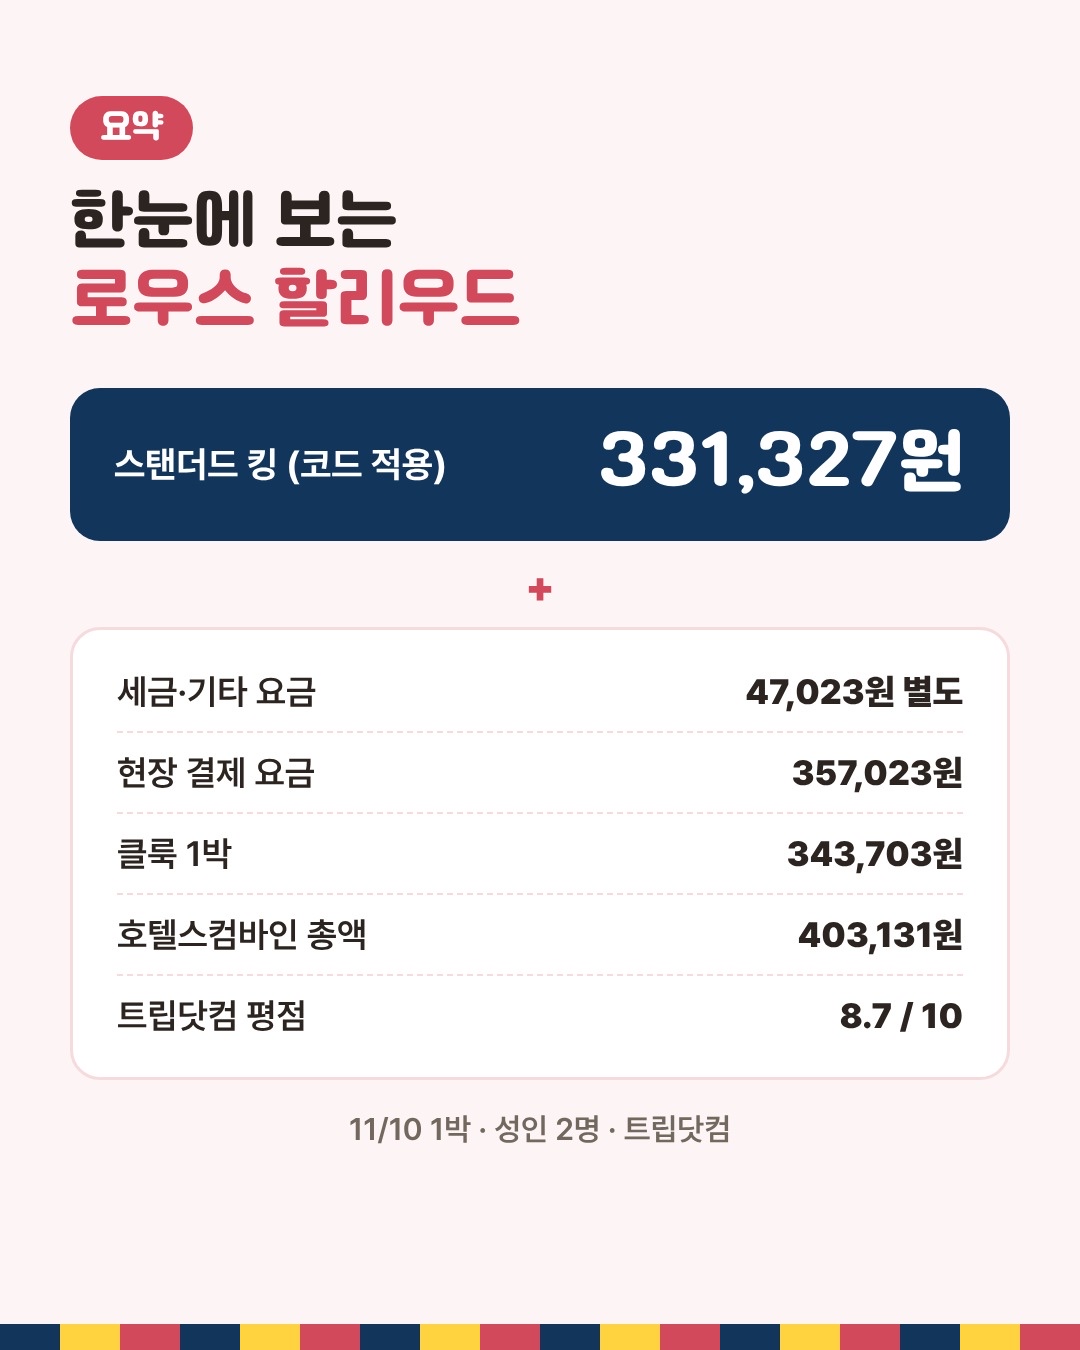 요약
한눈에 보는
로우스 할리우드
스탠더드 킹 (코드 적용) 331,327원
+
세금·기타 요금 47,023원 별도
현장 결제 요금 357,023원
클룩 1박 343,703원
호텔스컴바인 총액 403,131원
트립닷컴 평점 8.7 / 10
11/10 1박 · 성인 2명 · 트립닷컴